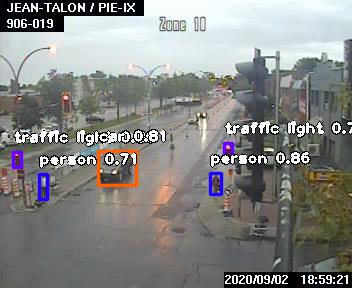 JEAN-TALON / PIE-IX
906-019
Zone 10
traffic light
car 0.81
traffic light 0.7
person 0.71
person 0.86
2020/09/02 18:59:21